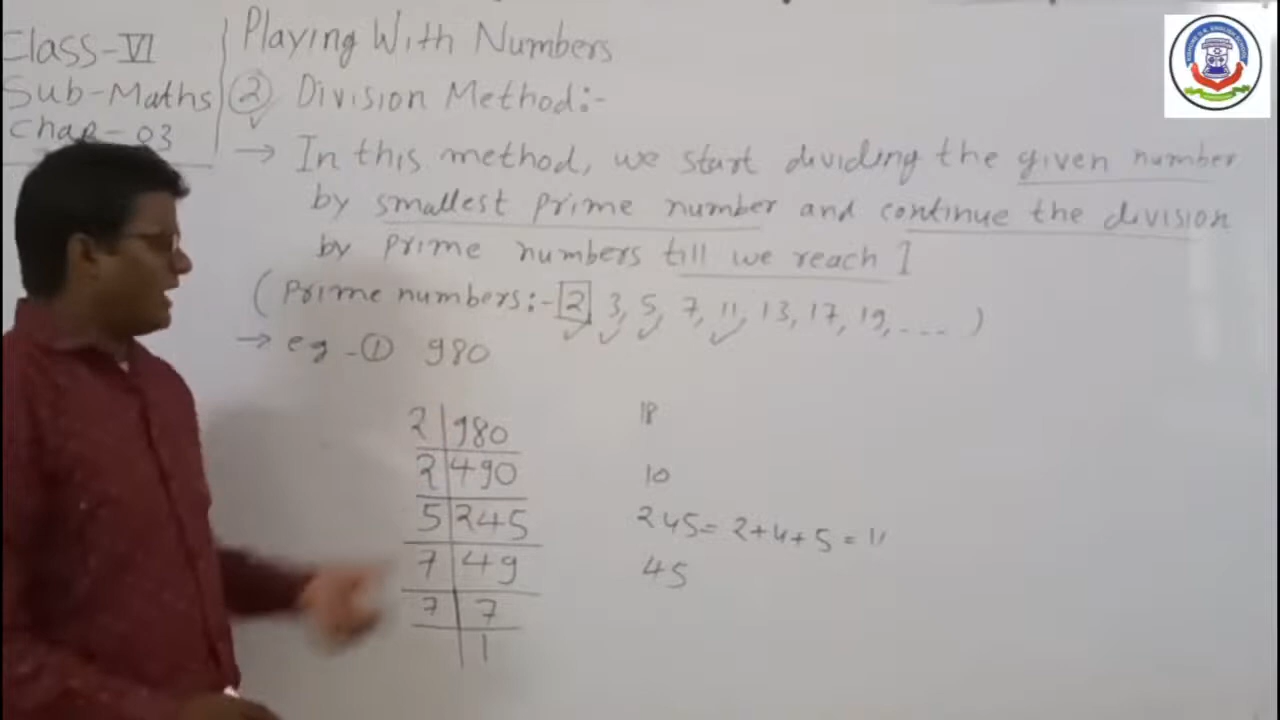 Class-VI
Sub-Maths
Chap-03
Playing With Numbers
② Division Method:-
→ In this method, we start dividing the given number
by smallest prime number and continue the division
by prime numbers till we reach 1
(Prime numbers:- 2, 3, 5, 7, 11, 13, 17, 19, ---- )
→ eg-① 980
2 | 980
2 | 490
5 | 245
7 | 49
7 | 7
1
18
10
245 = 2+4+5 = 11
45